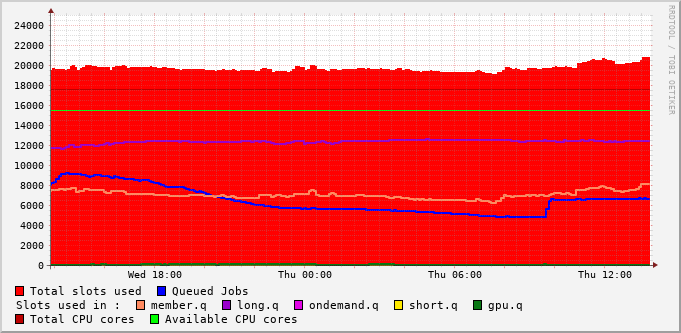 24000
22000
20000
18000
16000
14000
12000
10000
8000
6000
4000
2000
0
Wed 18:00 Thu 00:00 Thu 06:00 Thu 12:00
Total slots used Queued Jobs
Slots used in : member.q long.q ondemand.q short.q gpu.q
Total CPU cores Available CPU cores
RRDTOOL / TOBI OETIKER